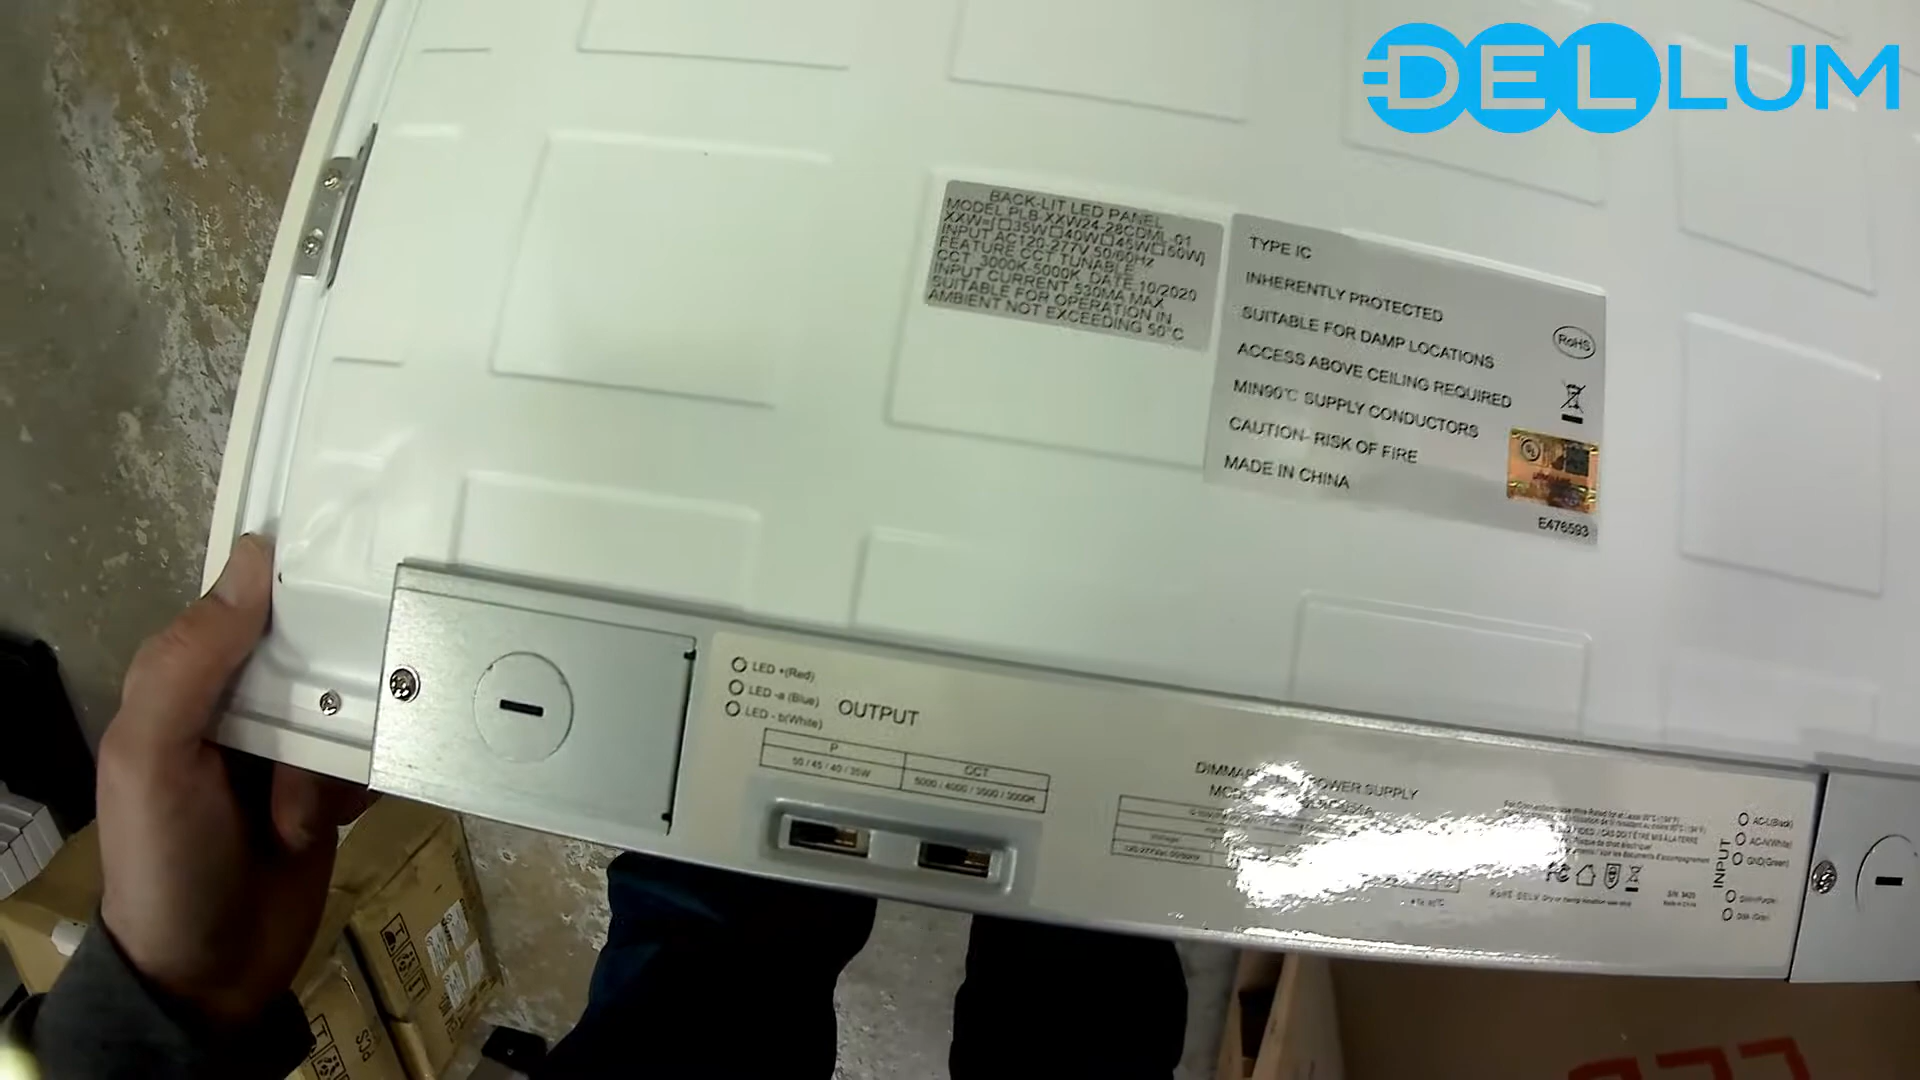 DELLUM
BACK-LIT LED PANEL
MODEL PLB-XXW24-28CDML-01
XXW=[□35W□40W□45W□50W]
INPUT AC120-277V 50/60Hz
FEATURE CCT TUNABLE
CCT 3000K-5000K DATE 10/2020
INPUT CURRENT 530MA MAX
SUITABLE FOR OPERATION IN
AMBIENT NOT EXCEEDING 50°C
TYPE IC
INHERENTLY PROTECTED
SUITABLE FOR DAMP LOCATIONS
ACCESS ABOVE CEILING REQUIRED
MIN90℃ SUPPLY CONDUCTORS
CAUTION- RISK OF FIRE
MADE IN CHINA
RoHS
E476593
LED +(Red)
LED -a (Blue)
LED - b(White)
OUTPUT
P
CCT
50 / 45 / 40 / 35W
5000 / 4000 / 3500 / 3000K
POWER SUPPLY
INPUT
AC-L(Black)
AC-N(White)
GND(Green)
PCS